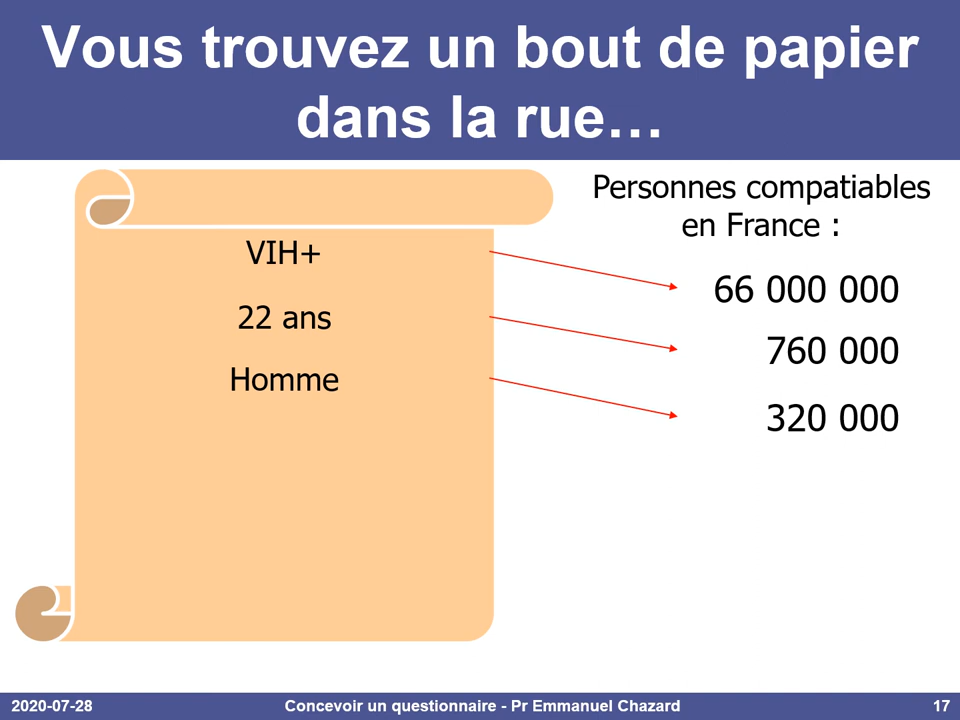 Vous trouvez un bout de papier
dans la rue…
Personnes compatiables
en France :
VIH+
66 000 000
22 ans
760 000
Homme
320 000
2020-07-28
Concevoir un questionnaire - Pr Emmanuel Chazard
17